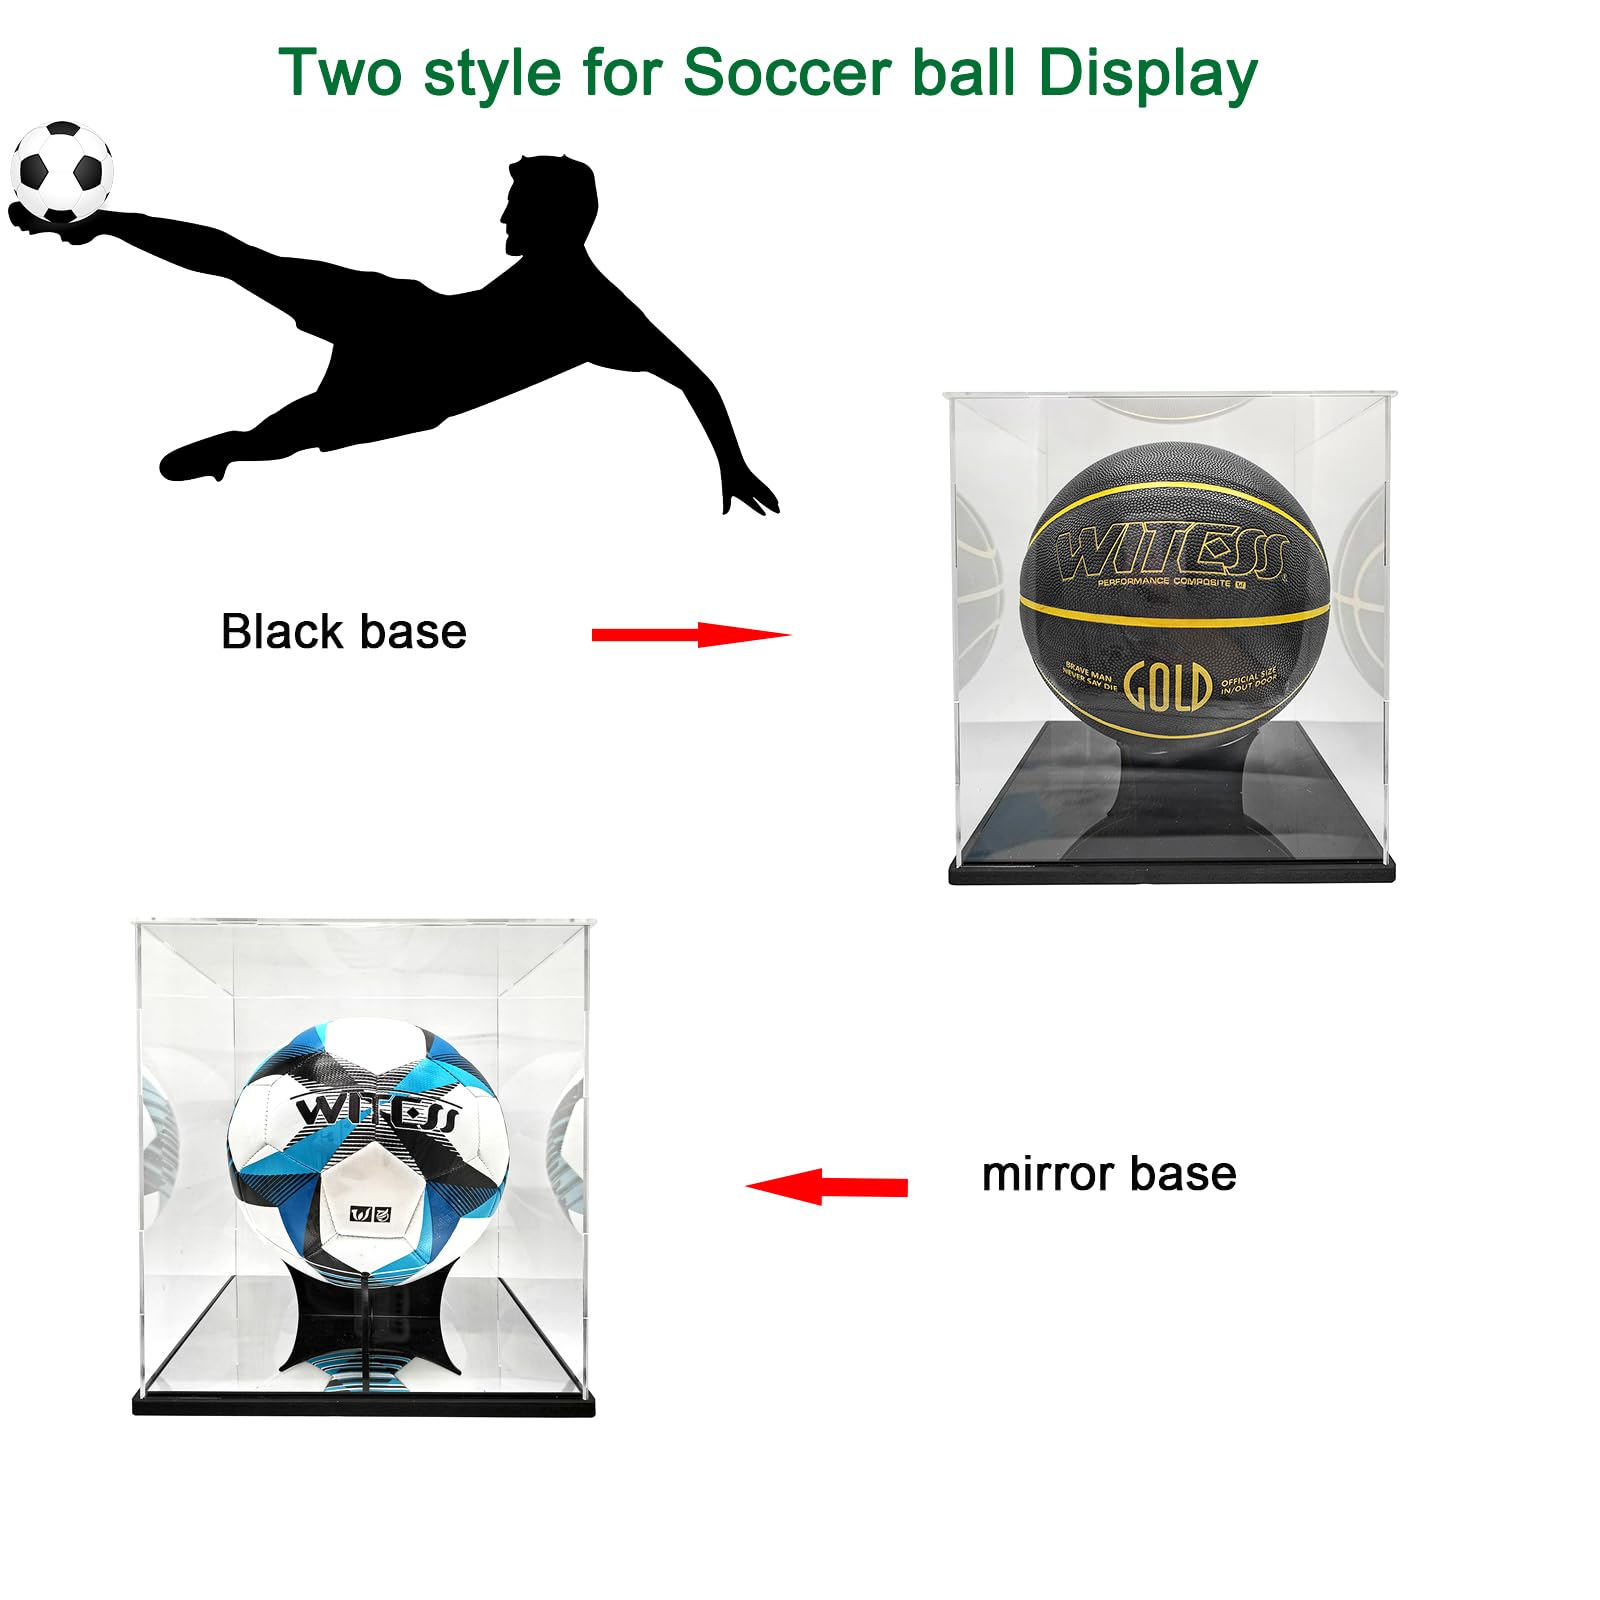 Two style for Soccer ball Display
WITESS
PERFORMANCE COMPOSITE
BRAVE MAN
NEVER SAY DIE
GOLD
OFFICIAL SIZE
IN/OUT DOOR
Black base
WITESS
mirror base